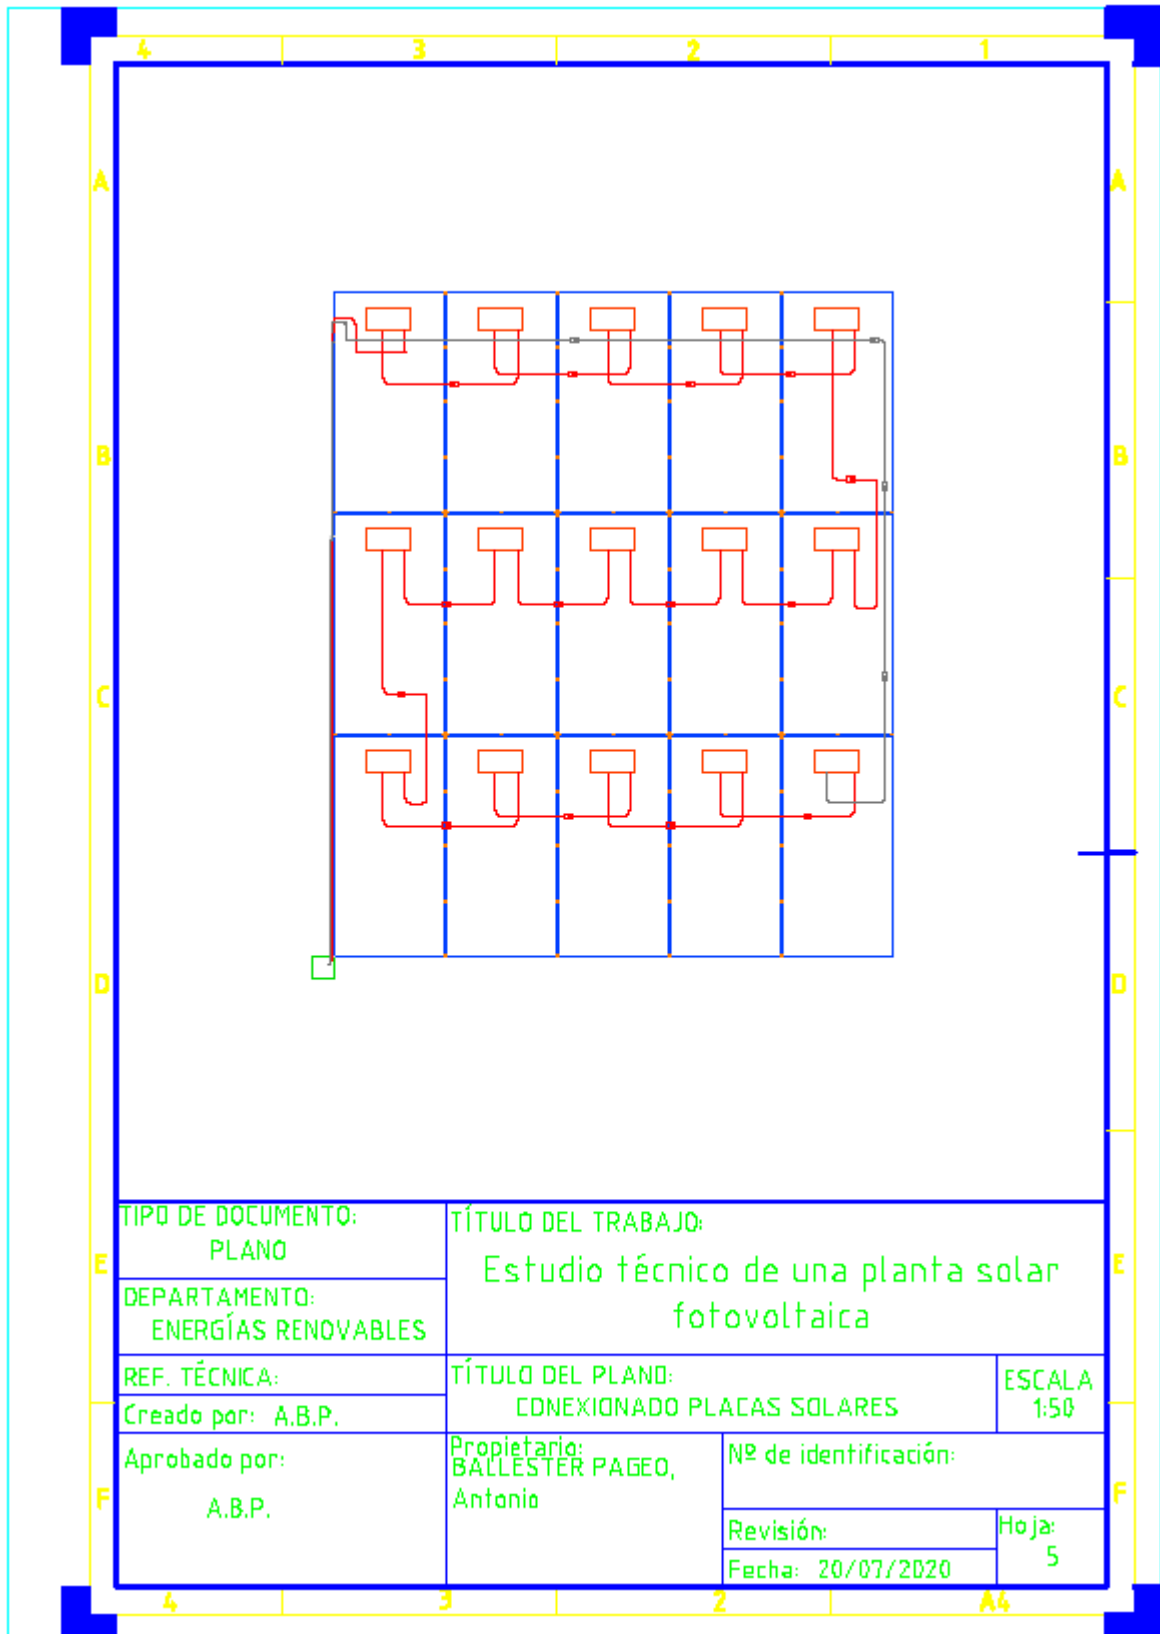 4 3 2 1
A A
B B
C C
D D
TIPO DE DOCUMENTO:
PLANO
TÍTULO DEL TRABAJO:
Estudio técnico de una planta solar
fotovoltaica
E E
DEPARTAMENTO:
ENERGÍAS RENOVABLES
REF. TÉCNICA:
TÍTULO DEL PLANO:
CONEXIONADO PLACAS SOLARES
ESCALA
1:50
Creado por: A.B.P.
Aprobado por:
A.B.P.
Propietario:
BALLESTER PAGEO,
Antonio
Nº de identificación:
F F
Revisión:
Fecha: 20/07/2020
Hoja:
5
4 3 2 A4